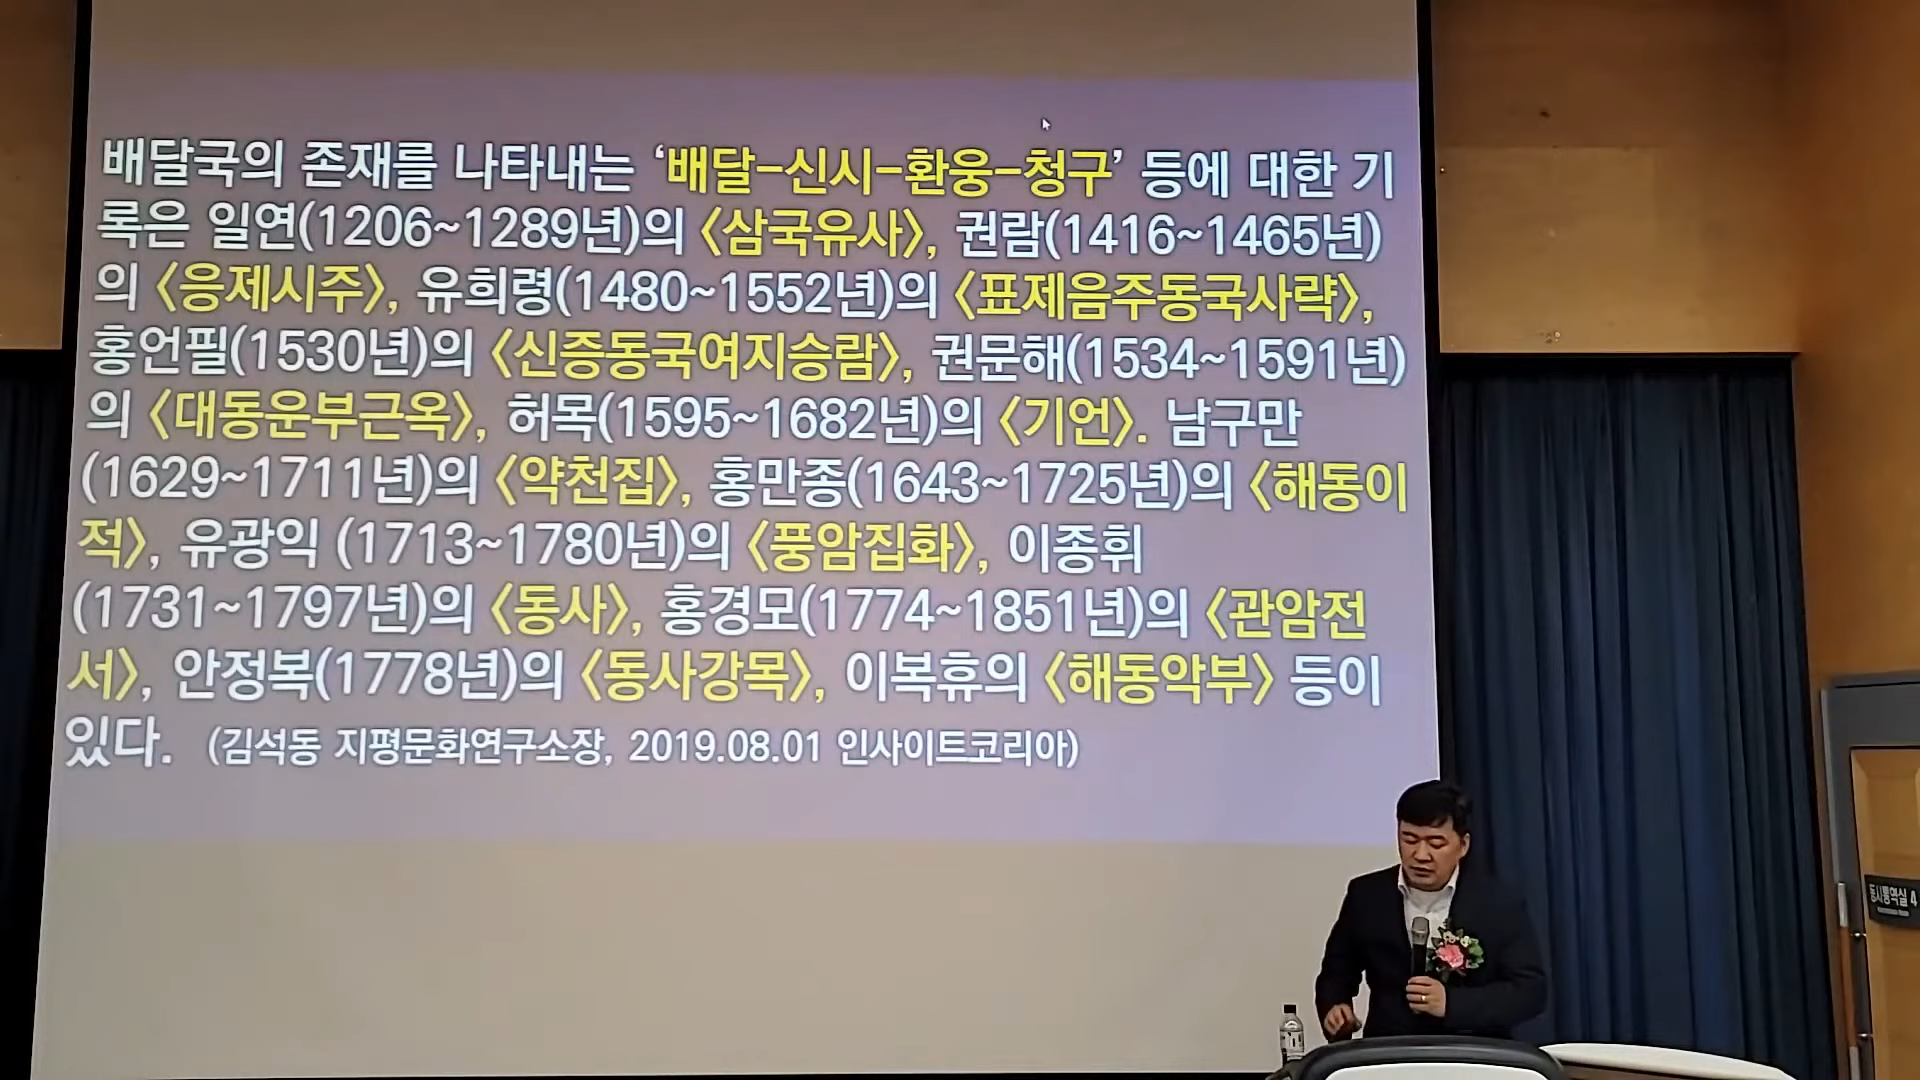 배달국의 존재를 나타내는 ‘배달-신시-환웅-청구’ 등에 대한 기
록은 일연(1206~1289년)의 〈삼국유사〉, 권람(1416~1465년)
의 〈응제시주〉, 유희령(1480~1552년)의 〈표제음주동국사략〉,
홍언필(1530년)의 〈신증동국여지승람〉, 권문해(1534~1591년)
의 〈대동운부군옥〉, 허목(1595~1682년)의 〈기언〉. 남구만
(1629~1711년)의 〈약천집〉, 홍만종(1643~1725년)의 〈해동이
적〉, 유광익 (1713~1780년)의 〈풍암집화〉, 이종휘
(1731~1797년)의 〈동사〉, 홍경모(1774~1851년)의 〈관암전
서〉, 안정복(1778년)의 〈동사강목〉, 이복휴의 〈해동악부〉 등이
있다. (김석동 지평문화연구소장, 2019.08.01 인사이트코리아)
동시통역실 4